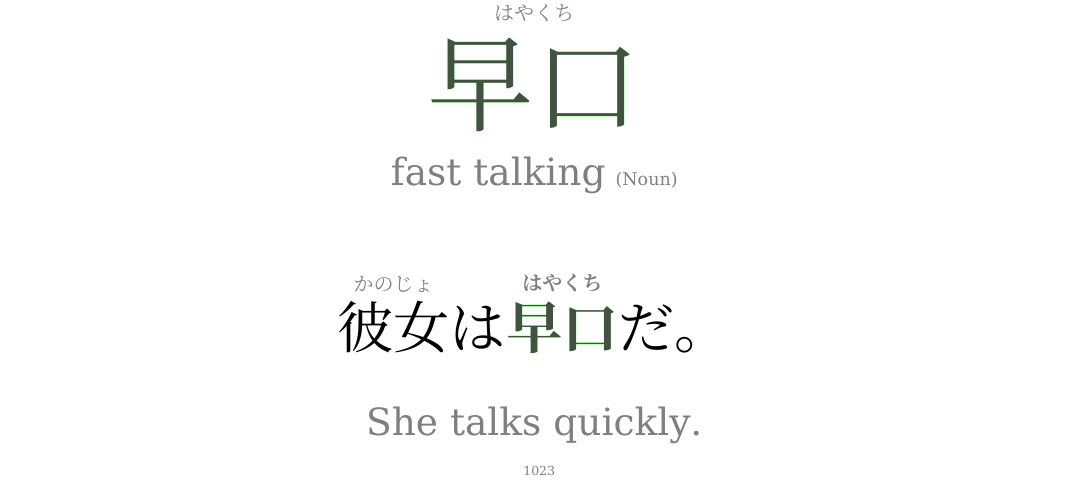 はやくち
早口
fast talking (Noun)
かのじょ はやくち
彼女は早口だ。
She talks quickly.
1023